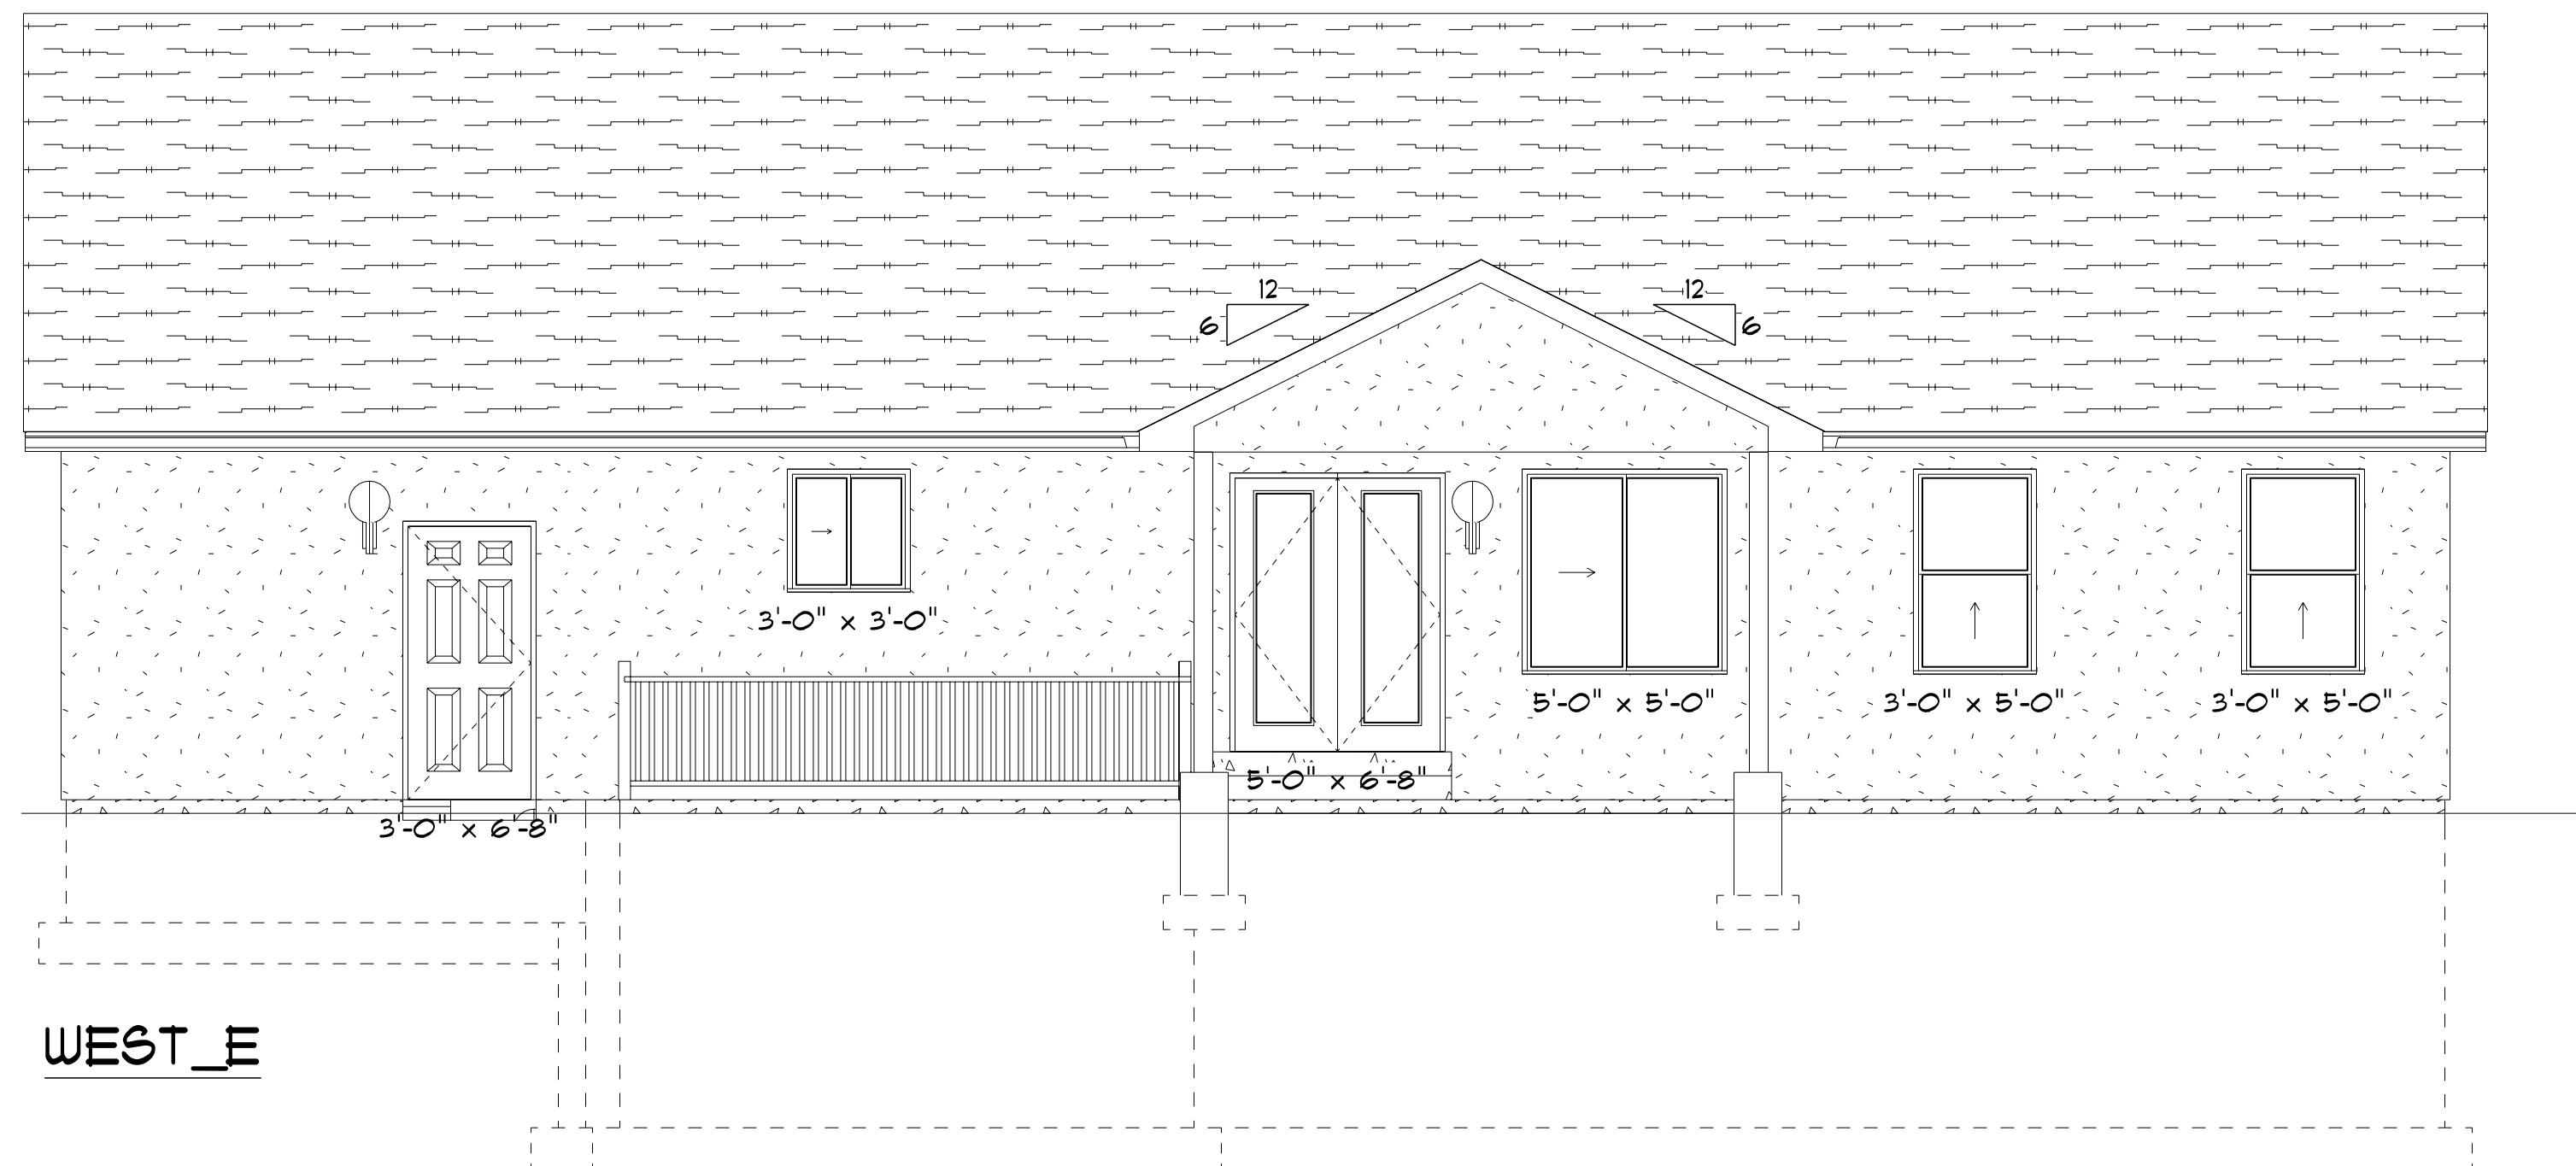 12
12
6
6
3'-0" x 3'-0"
5'-0" x 5'-0"
3'-0" x 5'-0"
3'-0" x 5'-0"
5'-0" x 6'-8"
3'-0" x 6'-8"
WEST_E